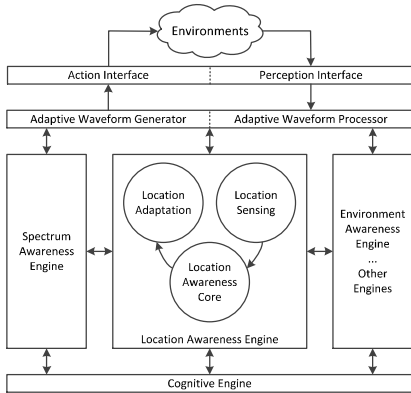 Environments
Action Interface
Perception Interface
Adaptive Waveform Generator
Adaptive Waveform Processor
Spectrum
Awareness
Engine
Location
Adaptation
Location
Sensing
Location
Awareness
Core
Location Awareness Engine
Environment
Awareness
Engine
...
Other
Engines
Cognitive Engine